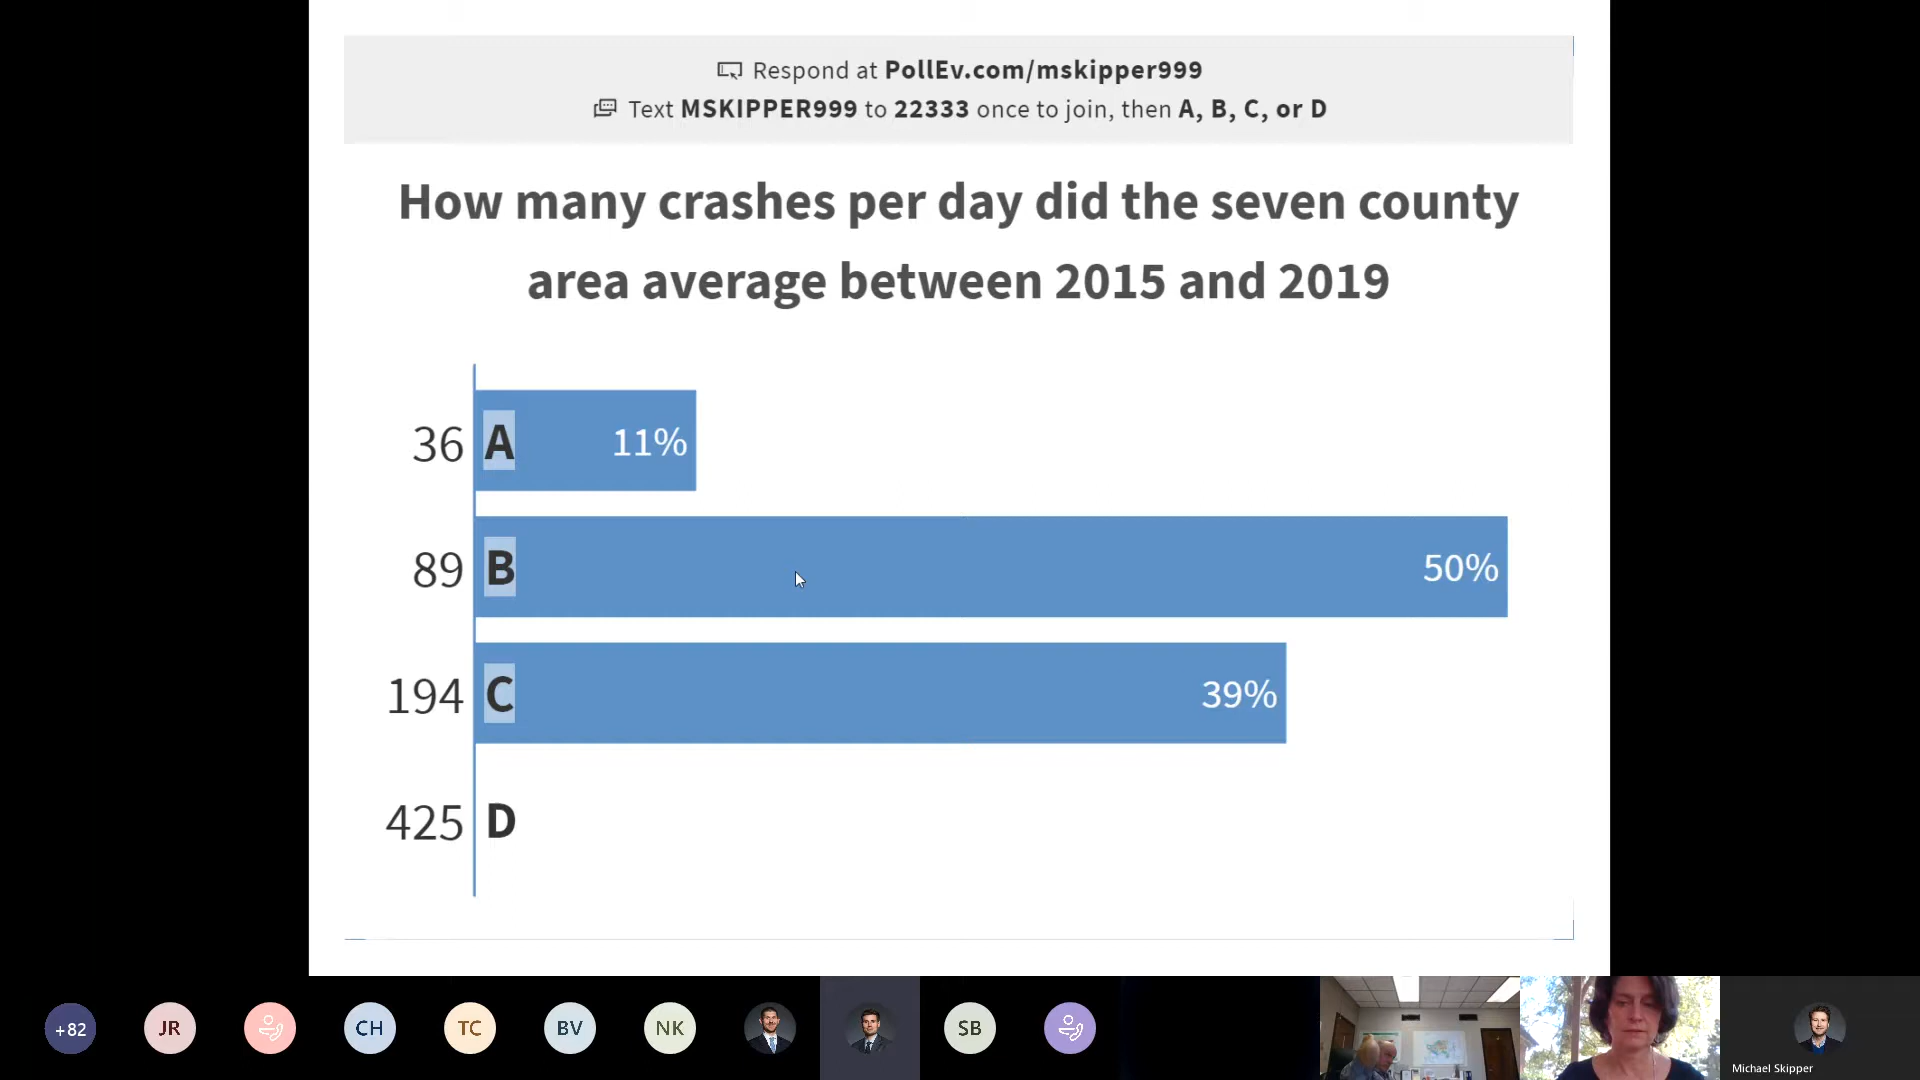 Respond at PollEv.com/mskipper999
Text MSKIPPER999 to 22333 once to join, then A, B, C, or D
How many crashes per day did the seven county
area average between 2015 and 2019
36 A 11%
89 B 50%
194 C 39%
425 D
+82 JR CH TC BV NK SB
Michael Skipper